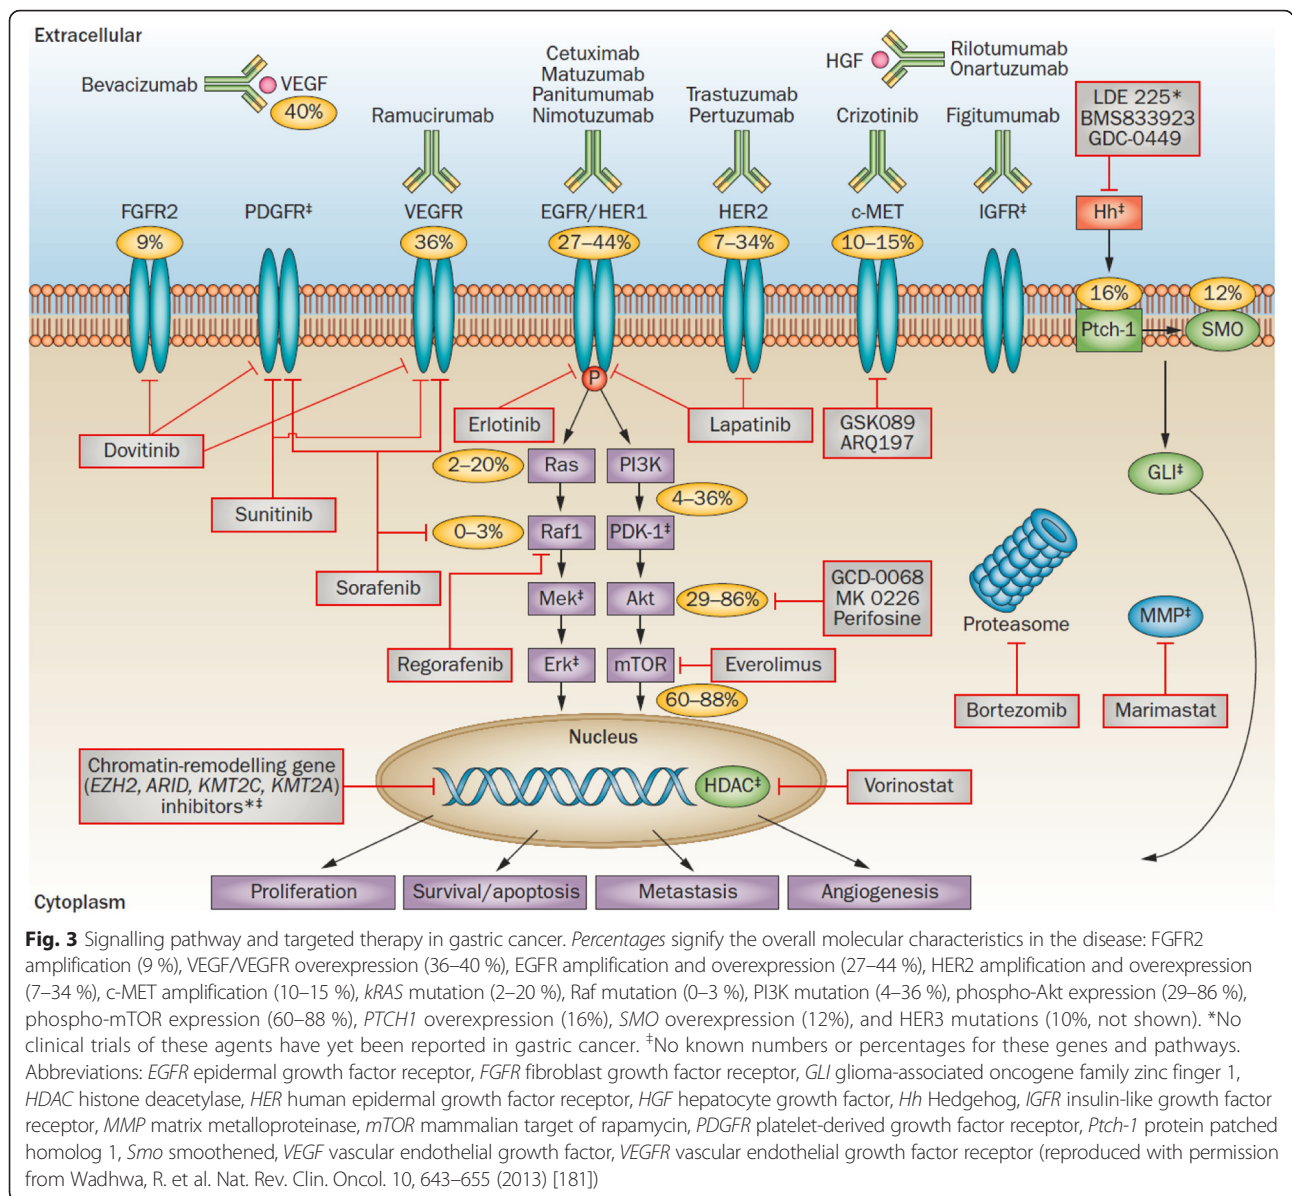 Extracellular
Bevacizumab
VEGF
40%
Ramucirumab
Cetuximab
Matuzumab
Panitumumab
Nimotuzumab
Trastuzumab
Pertuzumab
HGF
Rilotumumab
Onartuzumab
Crizotinib
Figitumumab
LDE 225*
BMS833923
GDC-0449
FGFR2
9%
PDGFR‡
VEGFR
36%
EGFR/HER1
27–44%
HER2
7–34%
c-MET
10–15%
IGFR‡
Hh‡
16%
Ptch-1
12%
SMO
P
Dovitinib
Erlotinib
Lapatinib
GSK089
ARQ197
2–20%
Ras
PI3K
4–36%
GLI‡
Sunitinib
0–3%
Raf1
PDK-1‡
Sorafenib
Mek‡
Akt
29–86%
GCD-0068
MK 0226
Perifosine
Proteasome
MMP‡
Regorafenib
Erk‡
mTOR
Everolimus
60–88%
Bortezomib
Marimastat
Nucleus
Chromatin-remodelling gene
(EZH2, ARID, KMT2C, KMT2A)
inhibitors*‡
HDAC‡
Vorinostat
Proliferation
Survival/apoptosis
Metastasis
Angiogenesis
Cytoplasm
Fig. 3 Signalling pathway and targeted therapy in gastric cancer. Percentages signify the overall molecular characteristics in the disease: FGFR2
amplification (9 %), VEGF/VEGFR overexpression (36–40 %), EGFR amplification and overexpression (27–44 %), HER2 amplification and overexpression
(7–34 %), c-MET amplification (10–15 %), kRAS mutation (2–20 %), Raf mutation (0–3 %), PI3K mutation (4–36 %), phospho-Akt expression (29–86 %),
phospho-mTOR expression (60–88 %), PTCH1 overexpression (16%), SMO overexpression (12%), and HER3 mutations (10%, not shown). *No
clinical trials of these agents have yet been reported in gastric cancer. ‡No known numbers or percentages for these genes and pathways.
Abbreviations: EGFR epidermal growth factor receptor, FGFR fibroblast growth factor receptor, GLI glioma-associated oncogene family zinc finger 1,
HDAC histone deacetylase, HER human epidermal growth factor receptor, HGF hepatocyte growth factor, Hh Hedgehog, IGFR insulin-like growth factor
receptor, MMP matrix metalloproteinase, mTOR mammalian target of rapamycin, PDGFR platelet-derived growth factor receptor, Ptch-1 protein patched
homolog 1, Smo smoothened, VEGF vascular endothelial growth factor, VEGFR vascular endothelial growth factor receptor (reproduced with permission
from Wadhwa, R. et al. Nat. Rev. Clin. Oncol. 10, 643–655 (2013) [181])